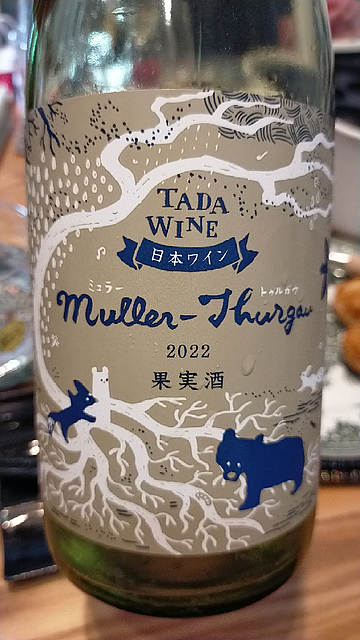 TADA
WINE
日本ワイン
ミュラー トゥルガウ
Muller-Thurgau
2022
果実酒